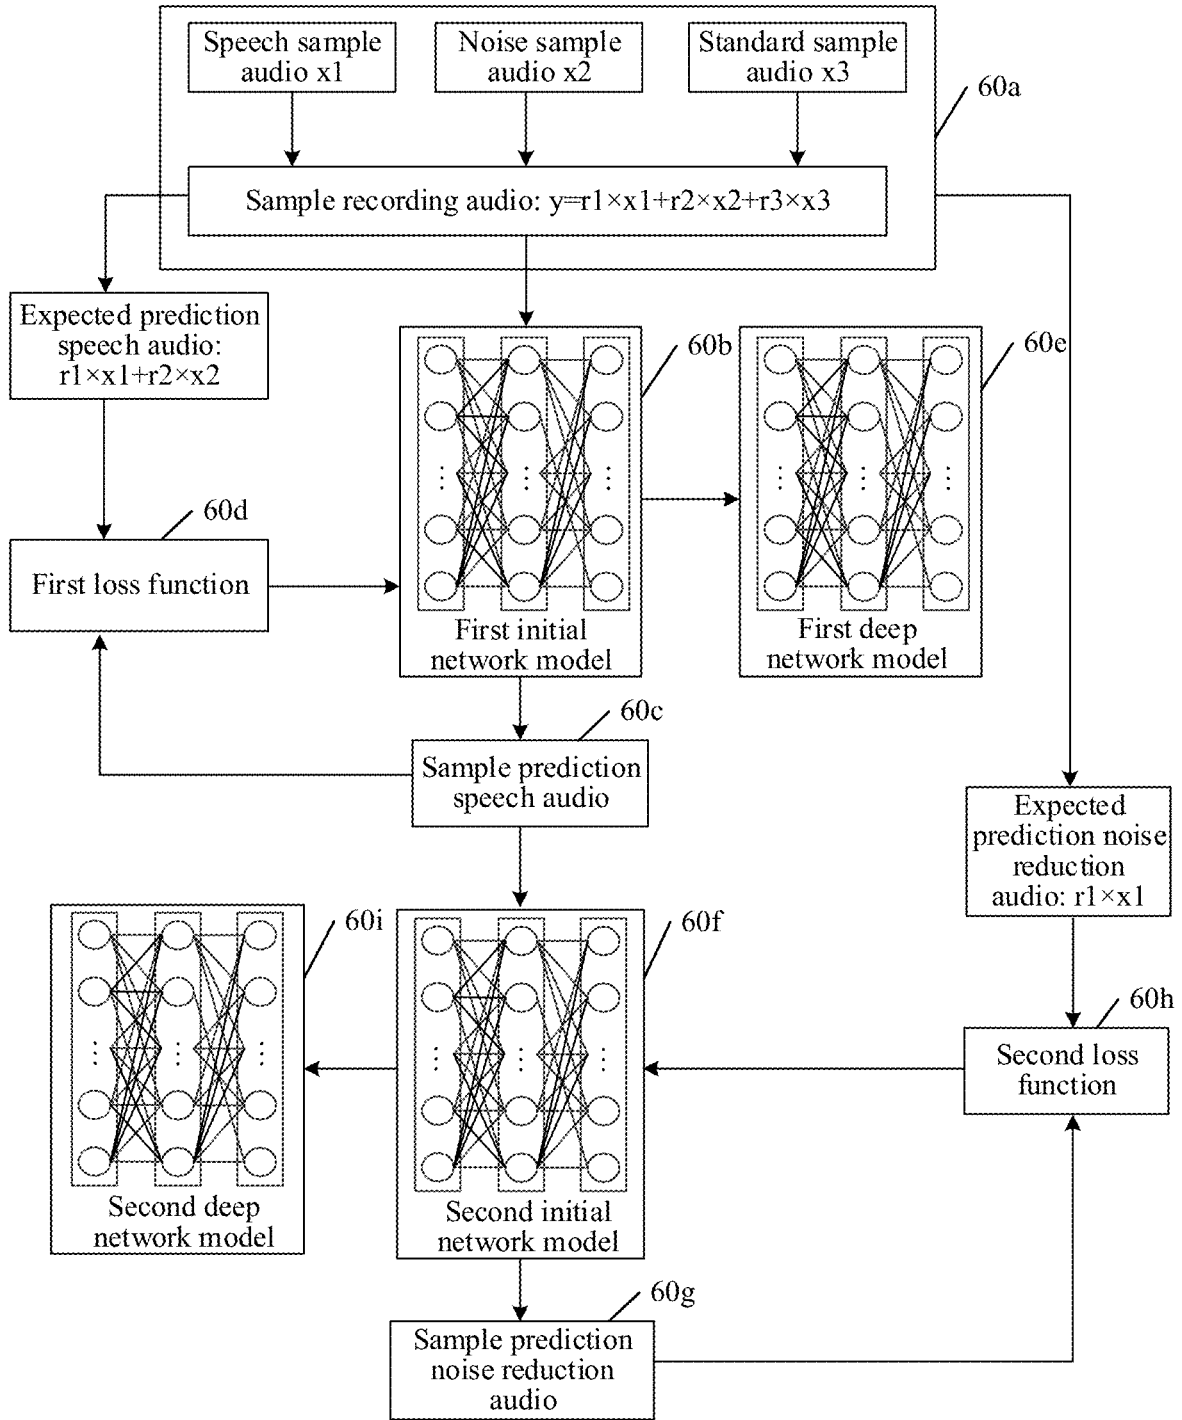 Speech sample
audio x1
Noise sample
audio x2
Standard sample
audio x3
60a
Sample recording audio: y=r1×x1+r2×x2+r3×x3
Expected prediction
speech audio:
r1×x1+r2×x2
60b
60e
60d
First loss function
First initial
network model
First deep
network model
60c
Sample prediction
speech audio
Expected
prediction noise
reduction
audio: r1×x1
60i
60f
60h
Second loss
function
Second deep
network model
Second initial
network model
60g
Sample prediction
noise reduction
audio